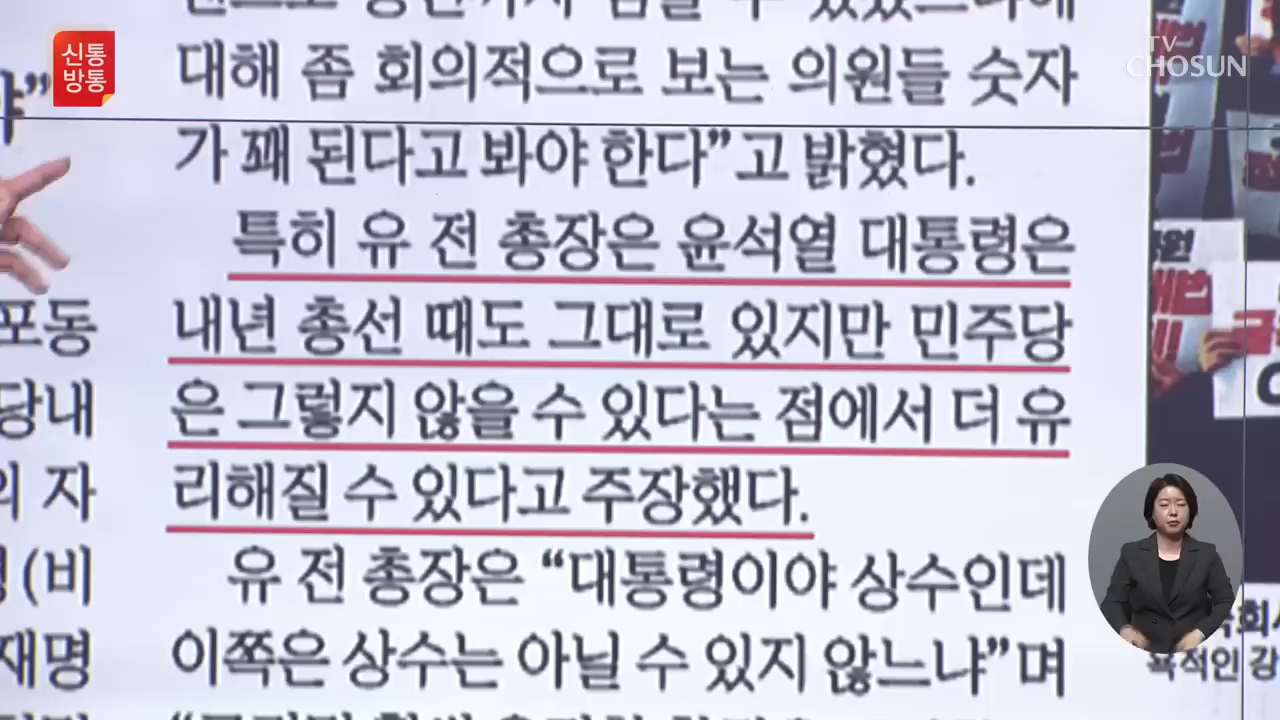 신통
방통
TV
CHOSUN
대해 좀 회의적으로 보는 의원들 숫자
가 꽤 된다고 봐야 한다”고 밝혔다.
특히 유 전 총장은 윤석열 대통령은
내년 총선 때도 그대로 있지만 민주당
은 그렇지 않을 수 있다는 점에서 더 유
리해질 수 있다고 주장했다.
유 전 총장은 “대통령이야 상수인데
이쪽은 상수는 아닐 수 있지 않느냐”며
포동
당내
의 자
(비
재명